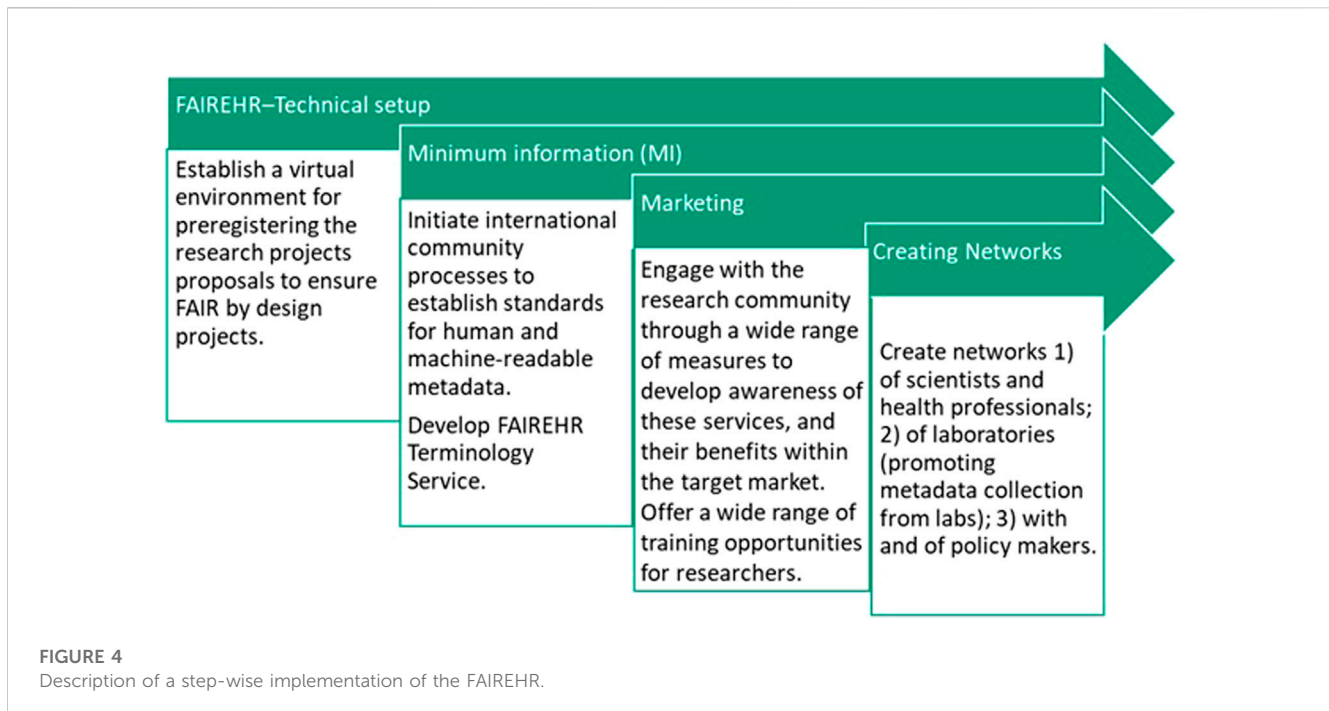 FAIREHR–Technical setup
Establish a virtual
environment for
preregistering the
research projects
proposals to ensure
FAIR by design
projects.
Minimum information (MI)
Initiate international
community
processes to
establish standards
for human and
machine-readable
metadata.
Develop FAIREHR
Terminology
Service.
Marketing
Engage with the
research community
through a wide range
of measures to
develop awareness of
these services, and
their benefits within
the target market.
Offer a wide range of
training opportunities
for researchers.
Creating Networks
Create networks 1)
of scientists and
health professionals;
2) of laboratories
(promoting
metadata collection
from labs); 3) with
and of policy makers.
FIGURE 4
Description of a step-wise implementation of the FAIREHR.